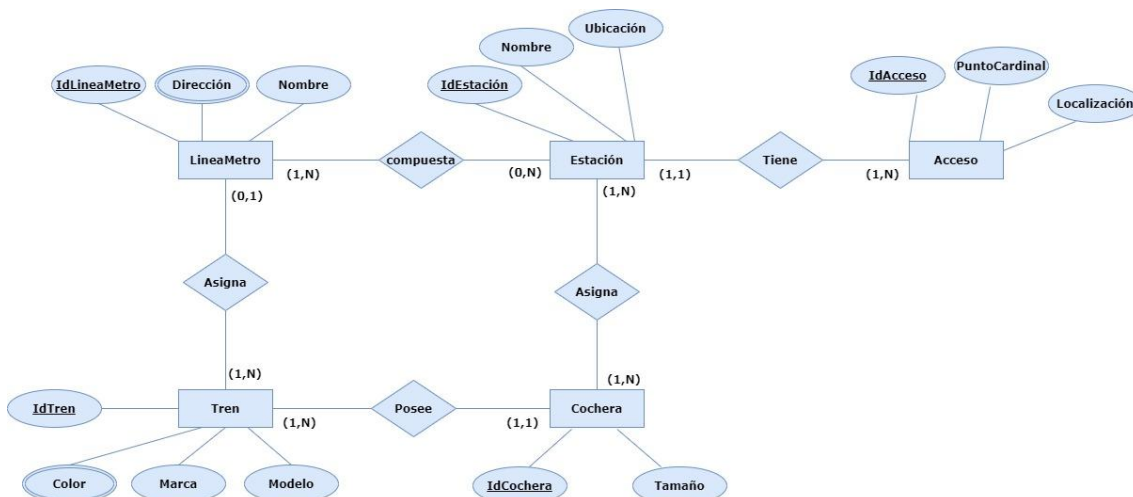 Ubicación
Nombre
IdEstación
IdLineaMetro
Dirección
Nombre
IdAcceso
PuntoCardinal
Localización
LineaMetro
(1,N)
compuesta
(0,N)
Estación
(1,1)
Tiene
(1,N)
Acceso
(0,1)
(1,N)
Asigna
Asigna
(1,N)
(1,N)
IdTren
Tren
(1,N)
Posee
(1,1)
Cochera
Color
Marca
Modelo
IdCochera
Tamaño